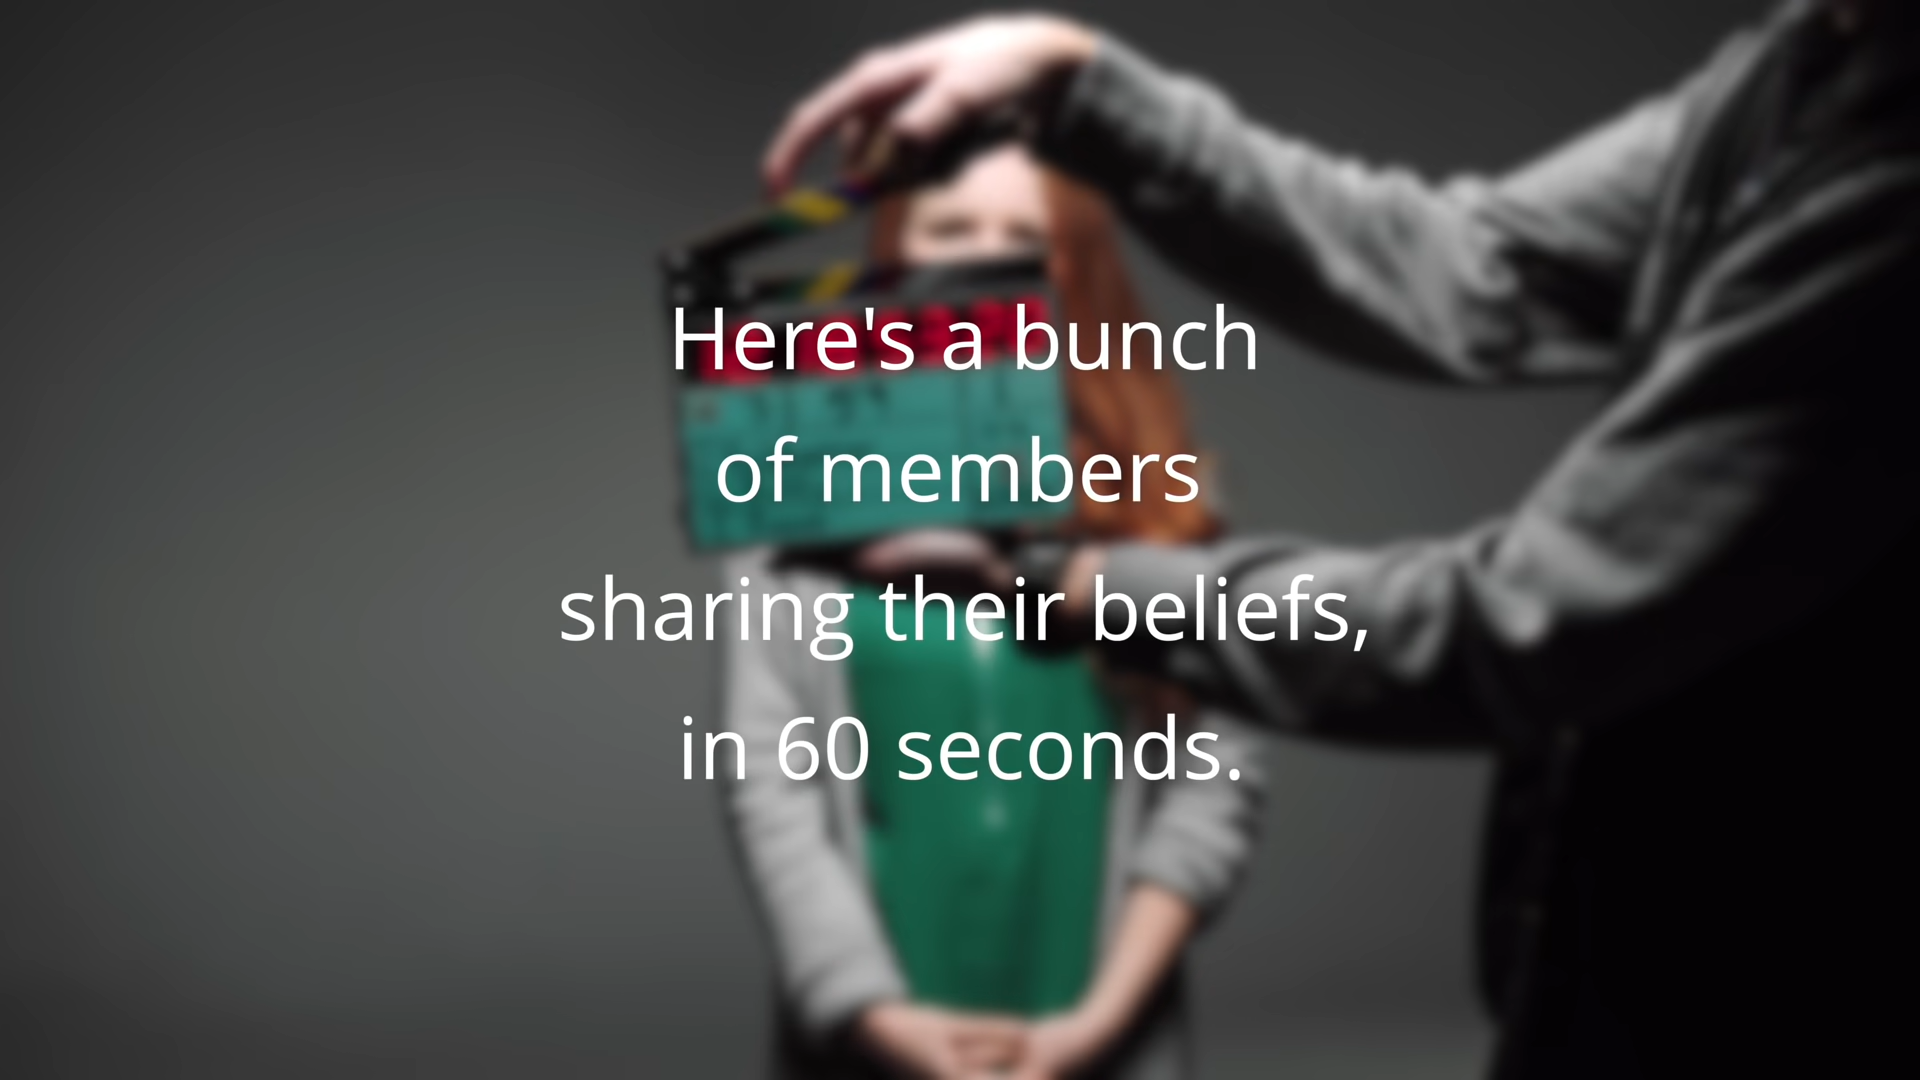 Here's a bunch
of members
sharing their beliefs,
in 60 seconds.